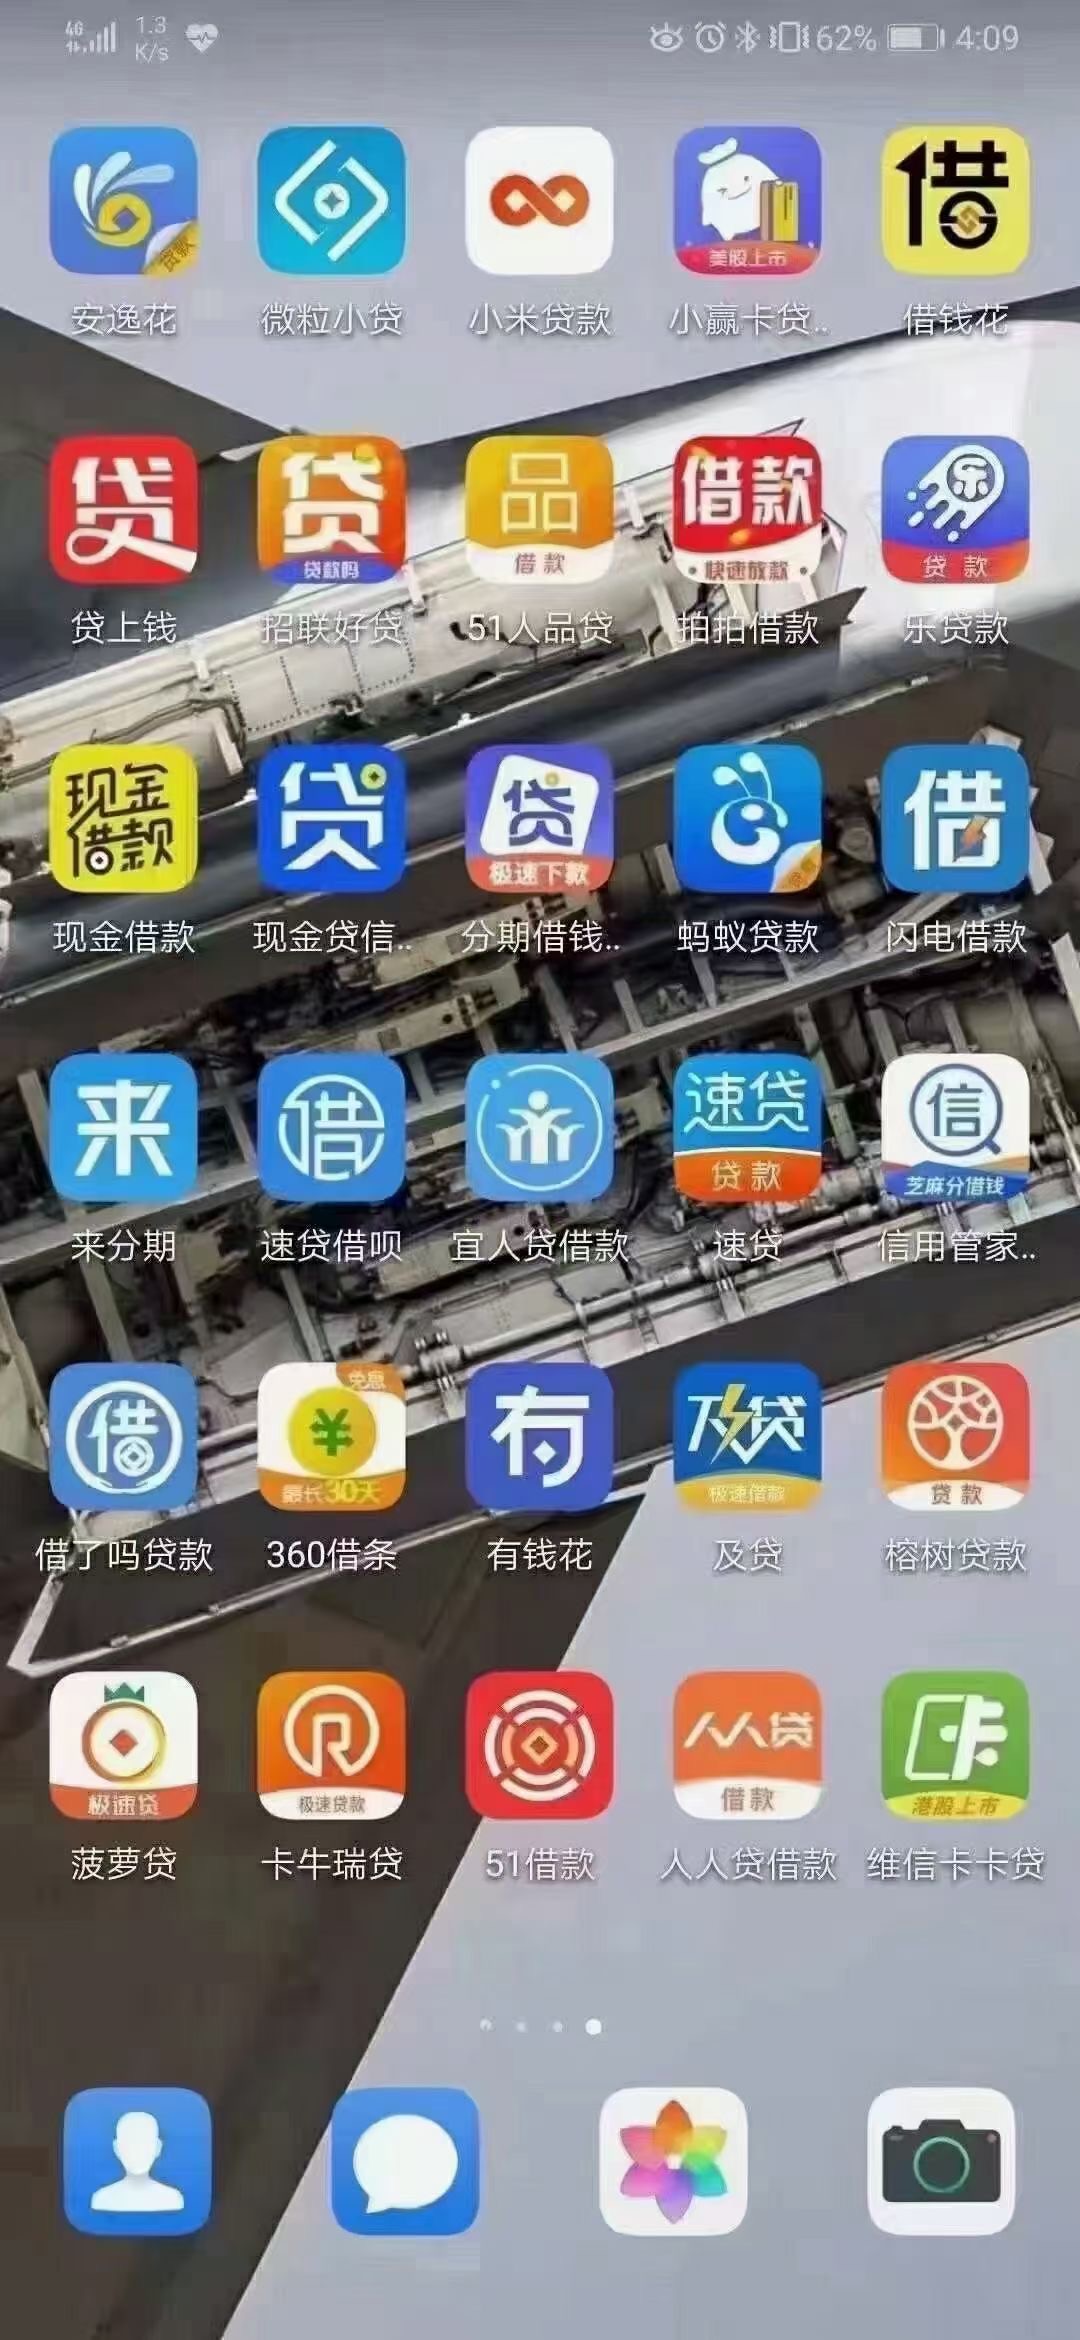 4G
1.3
K/s
62%
4:09
贷款
美股上市
借
安逸花
微粒小贷
小米贷款
小赢卡贷..
借钱花
贷
贷
贷款吗
品
借款
借款
快速放款
乐
贷款
贷上钱
招联好贷
51人品贷
拍拍借款
乐贷款
现金
借款
贷
贷
极速下款
借
现金借款
现金贷信..
分期借钱..
蚂蚁贷款
闪电借款
来
借
速贷
贷款
信
芝麻分借钱
来分期
速贷借呗
宜人贷借款
速贷
信用管家..
借
免息
¥
最长30天
有
及贷
极速借款
贷款
借了吗贷款
360借条
有钱花
及贷
榕树贷款
极速贷
R
极速贷款
人人贷
借款
卡
港股上市
菠萝贷
卡牛瑞贷
51借款
人人贷借款
维信卡卡贷